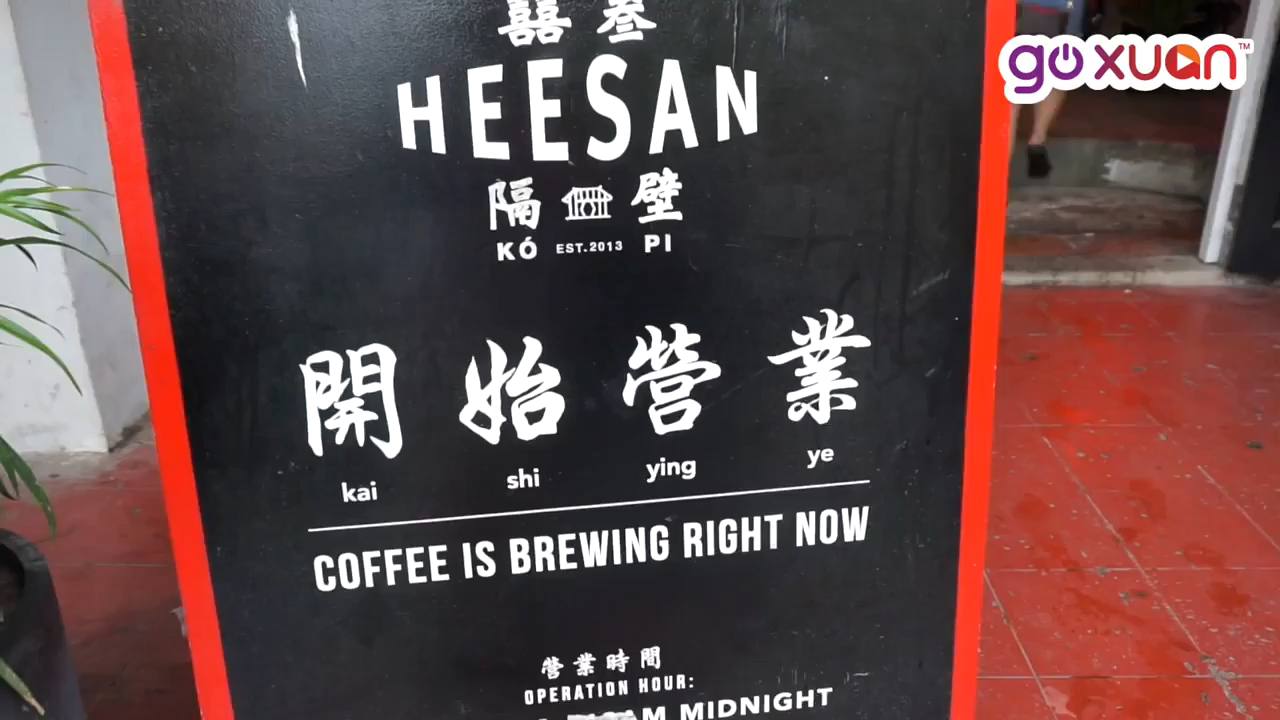 囍叁
HEESAN
隔壁
KÓ EST.2013 PI
開始營業
kai shi ying ye
COFFEE IS BREWING RIGHT NOW
營業時間
OPERATION HOUR:
MIDNIGHT
goxuan™